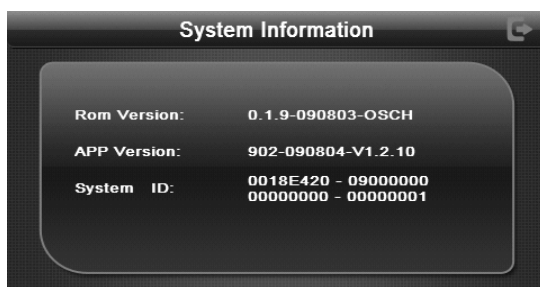 System Information
Rom Version: 0.1.9-090803-OSCH
APP Version: 902-090804-V1.2.10
System ID: 0018E420 - 09000000
00000000 - 00000001